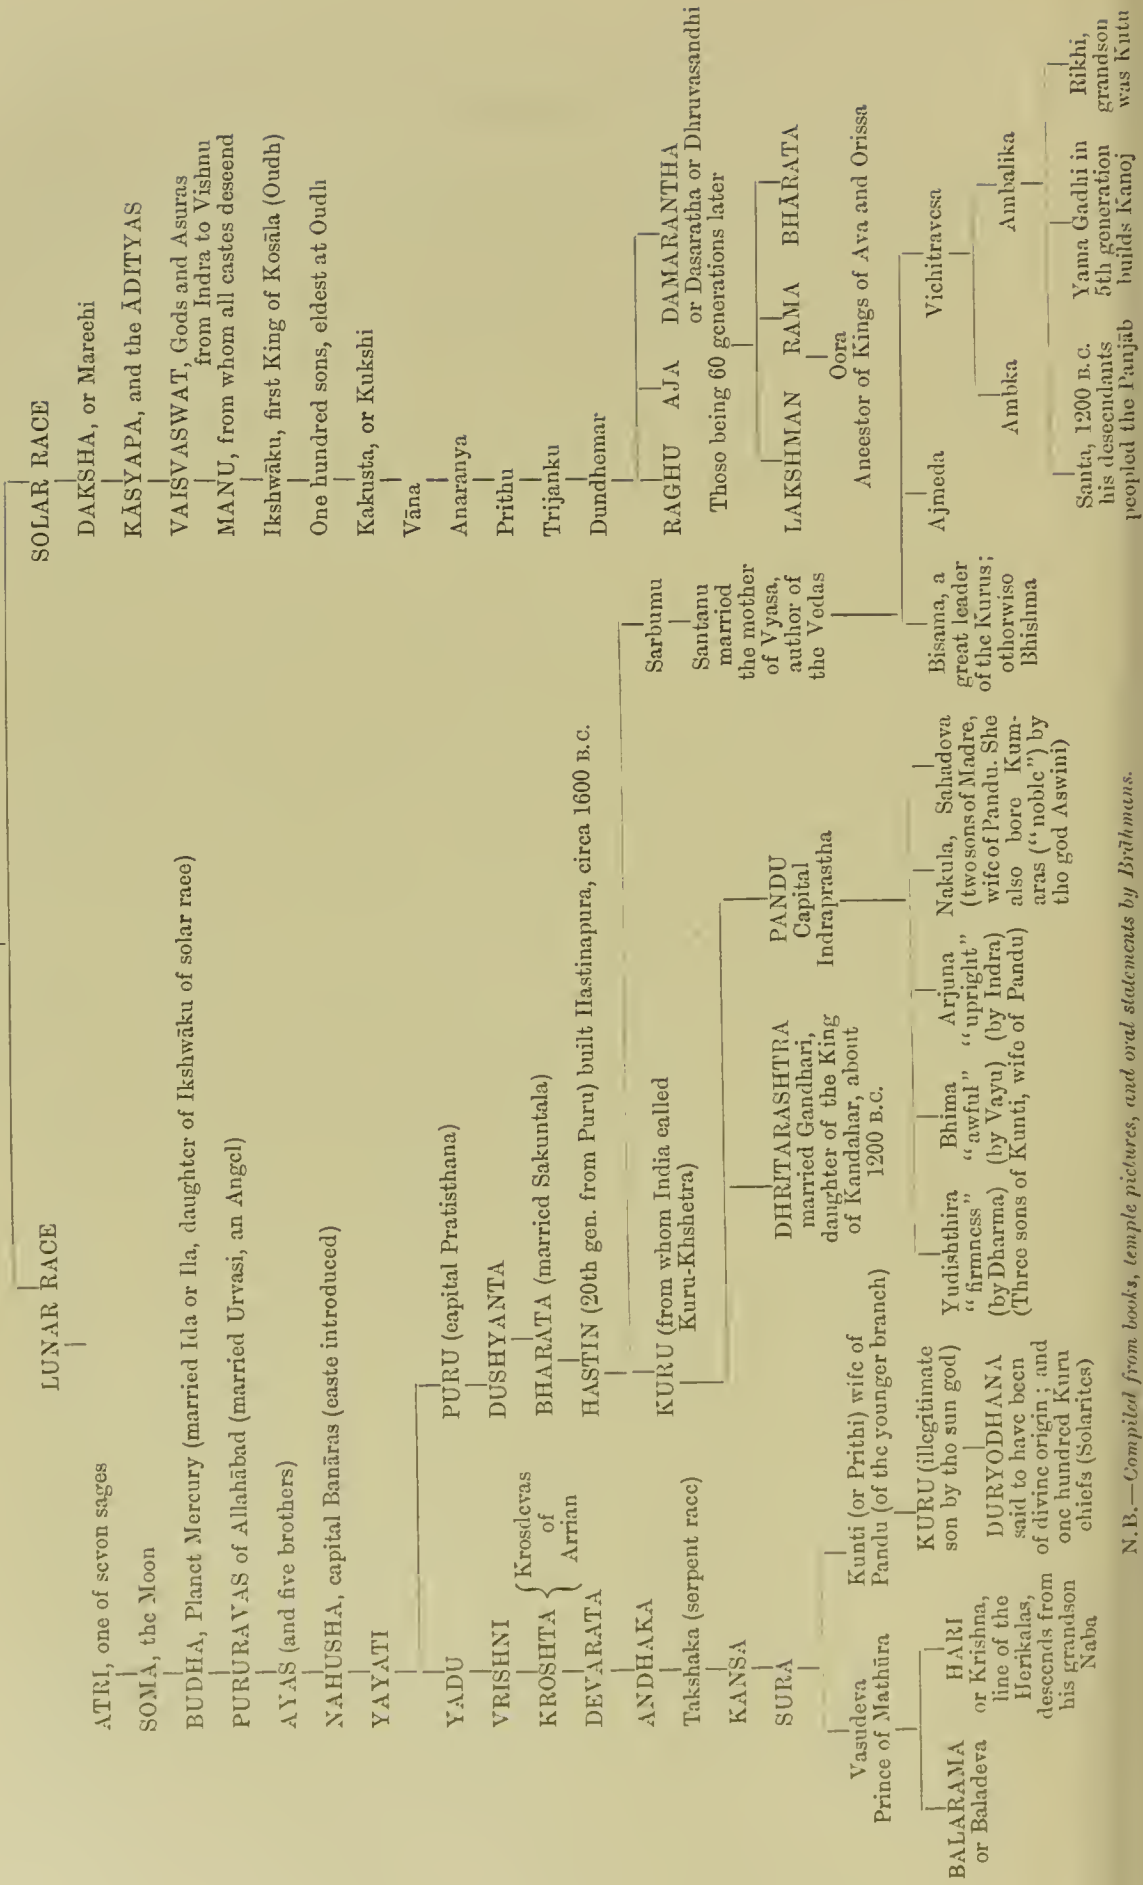 LUNAR RACE
SOLAR RACE
ATRI, one of seven sages
SOMA, the Moon
BUDHA, Planet Mercury (married Ida or Ila, daughter of Ikshwāku of solar race)
PURURAVAS of Allahābad (married Urvasi, an Angel)
AYAS (and five brothers)
NAHUSHA, capital Banāras (caste introduced)
YAYATI
YADU
VRISHNI
KROSHTA
DEVARATA
Krosdevas
of
Arrian
ANDHAKA
Takshaka (serpent race)
KANSA
SURA
Vasudeva
Prince of Mathūra
BALARAMA
or Baladeva
HARI
or Krishna,
line of the
Herikalas,
descends from
his grandson
Naba
Kunti (or Prithi) wife of
Pandu (of the younger branch)
KURU (illegitimate
son by the sun god)
DURYODHANA
said to have been
of divine origin; and
one hundred Kuru
chiefs (Solarites)
PURU (capital Pratisthana)
DUSHYANTA
BHARATA (married Sakuntala)
HASTIN (20th gen. from Puru) built Hastinapura, circa 1600 B.C.
KURU (from whom India called
Kuru-Khshetra)
DHRITARASHTRA
married Gandhari,
daughter of the King
of Kandahar, about
1200 B.C.
PANDU
Capital
Indraprastha
Yudishthira
"firmness"
(by Dharma)
Bhima
"awful"
(by Vayu)
Arjuna
"upright"
(by Indra)
(Three sons of Kunti, wife of Pandu)
Nakula, Sahadova
(two sons of Madre,
wife of Pandu. She
also bore Kum-
aras ("noble") by
the god Aswini)
Sarbumu
Santanu
married
the mother
of Vyasa,
author of
the Vedas
Bisama, a
great leader
of the Kurus;
otherwise
Bhishma
Ajmeda
Vichitravesa
Ambka
Ambalika
Santa, 1200 B.C.
his descendants
peopled the Panjāb
Yama Gadhi in
5th generation
builds Kanoj
Rikhi,
grandson
was Kutu
DAKSHA, or Mareechi
KĀSYAPA, and the ĀDITYAS
VAISVASWAT, Gods and Asuras
from Indra to Vishnu
MANU, from whom all castes descend
Ikshwāku, first King of Kosāla (Oudh)
One hundred sons, eldest at Oudh
Kakusta, or Kukshi
Vāna
Anaranya
Prithu
Trijanku
Dundhemar
RAGHU
AJA
DAMARANTHA
or Dasaratha or Dhruvasandhi
Those being 60 generations later
LAKSHMAN
RAMA
BHĀRATA
Oora
Ancestor of Kings of Ava and Orissa
N.B.—Compiled from books, temple pictures, and oral statements by Brāhmans.